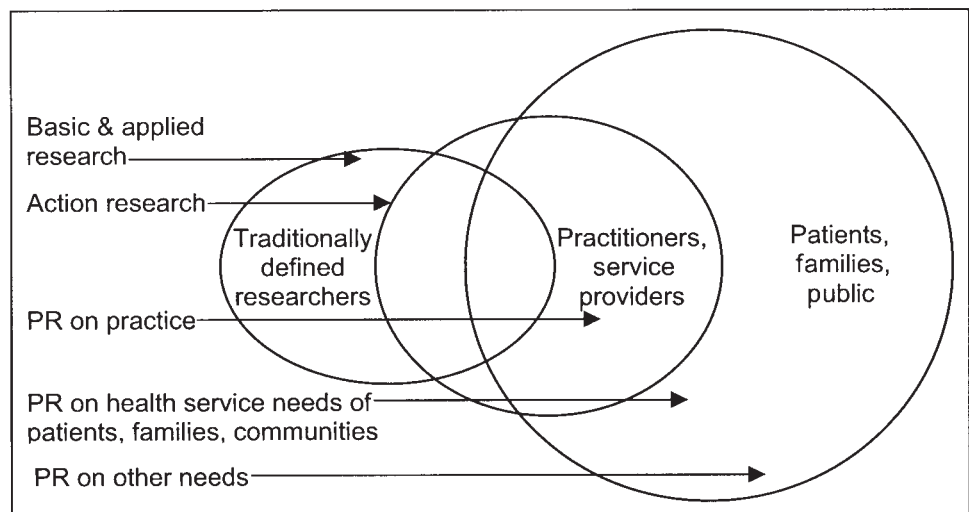 Basic & applied
research
Action research
Traditionally
defined
researchers
Practitioners,
service
providers
Patients,
families,
public
PR on practice
PR on health service needs of
patients, families, communities
PR on other needs